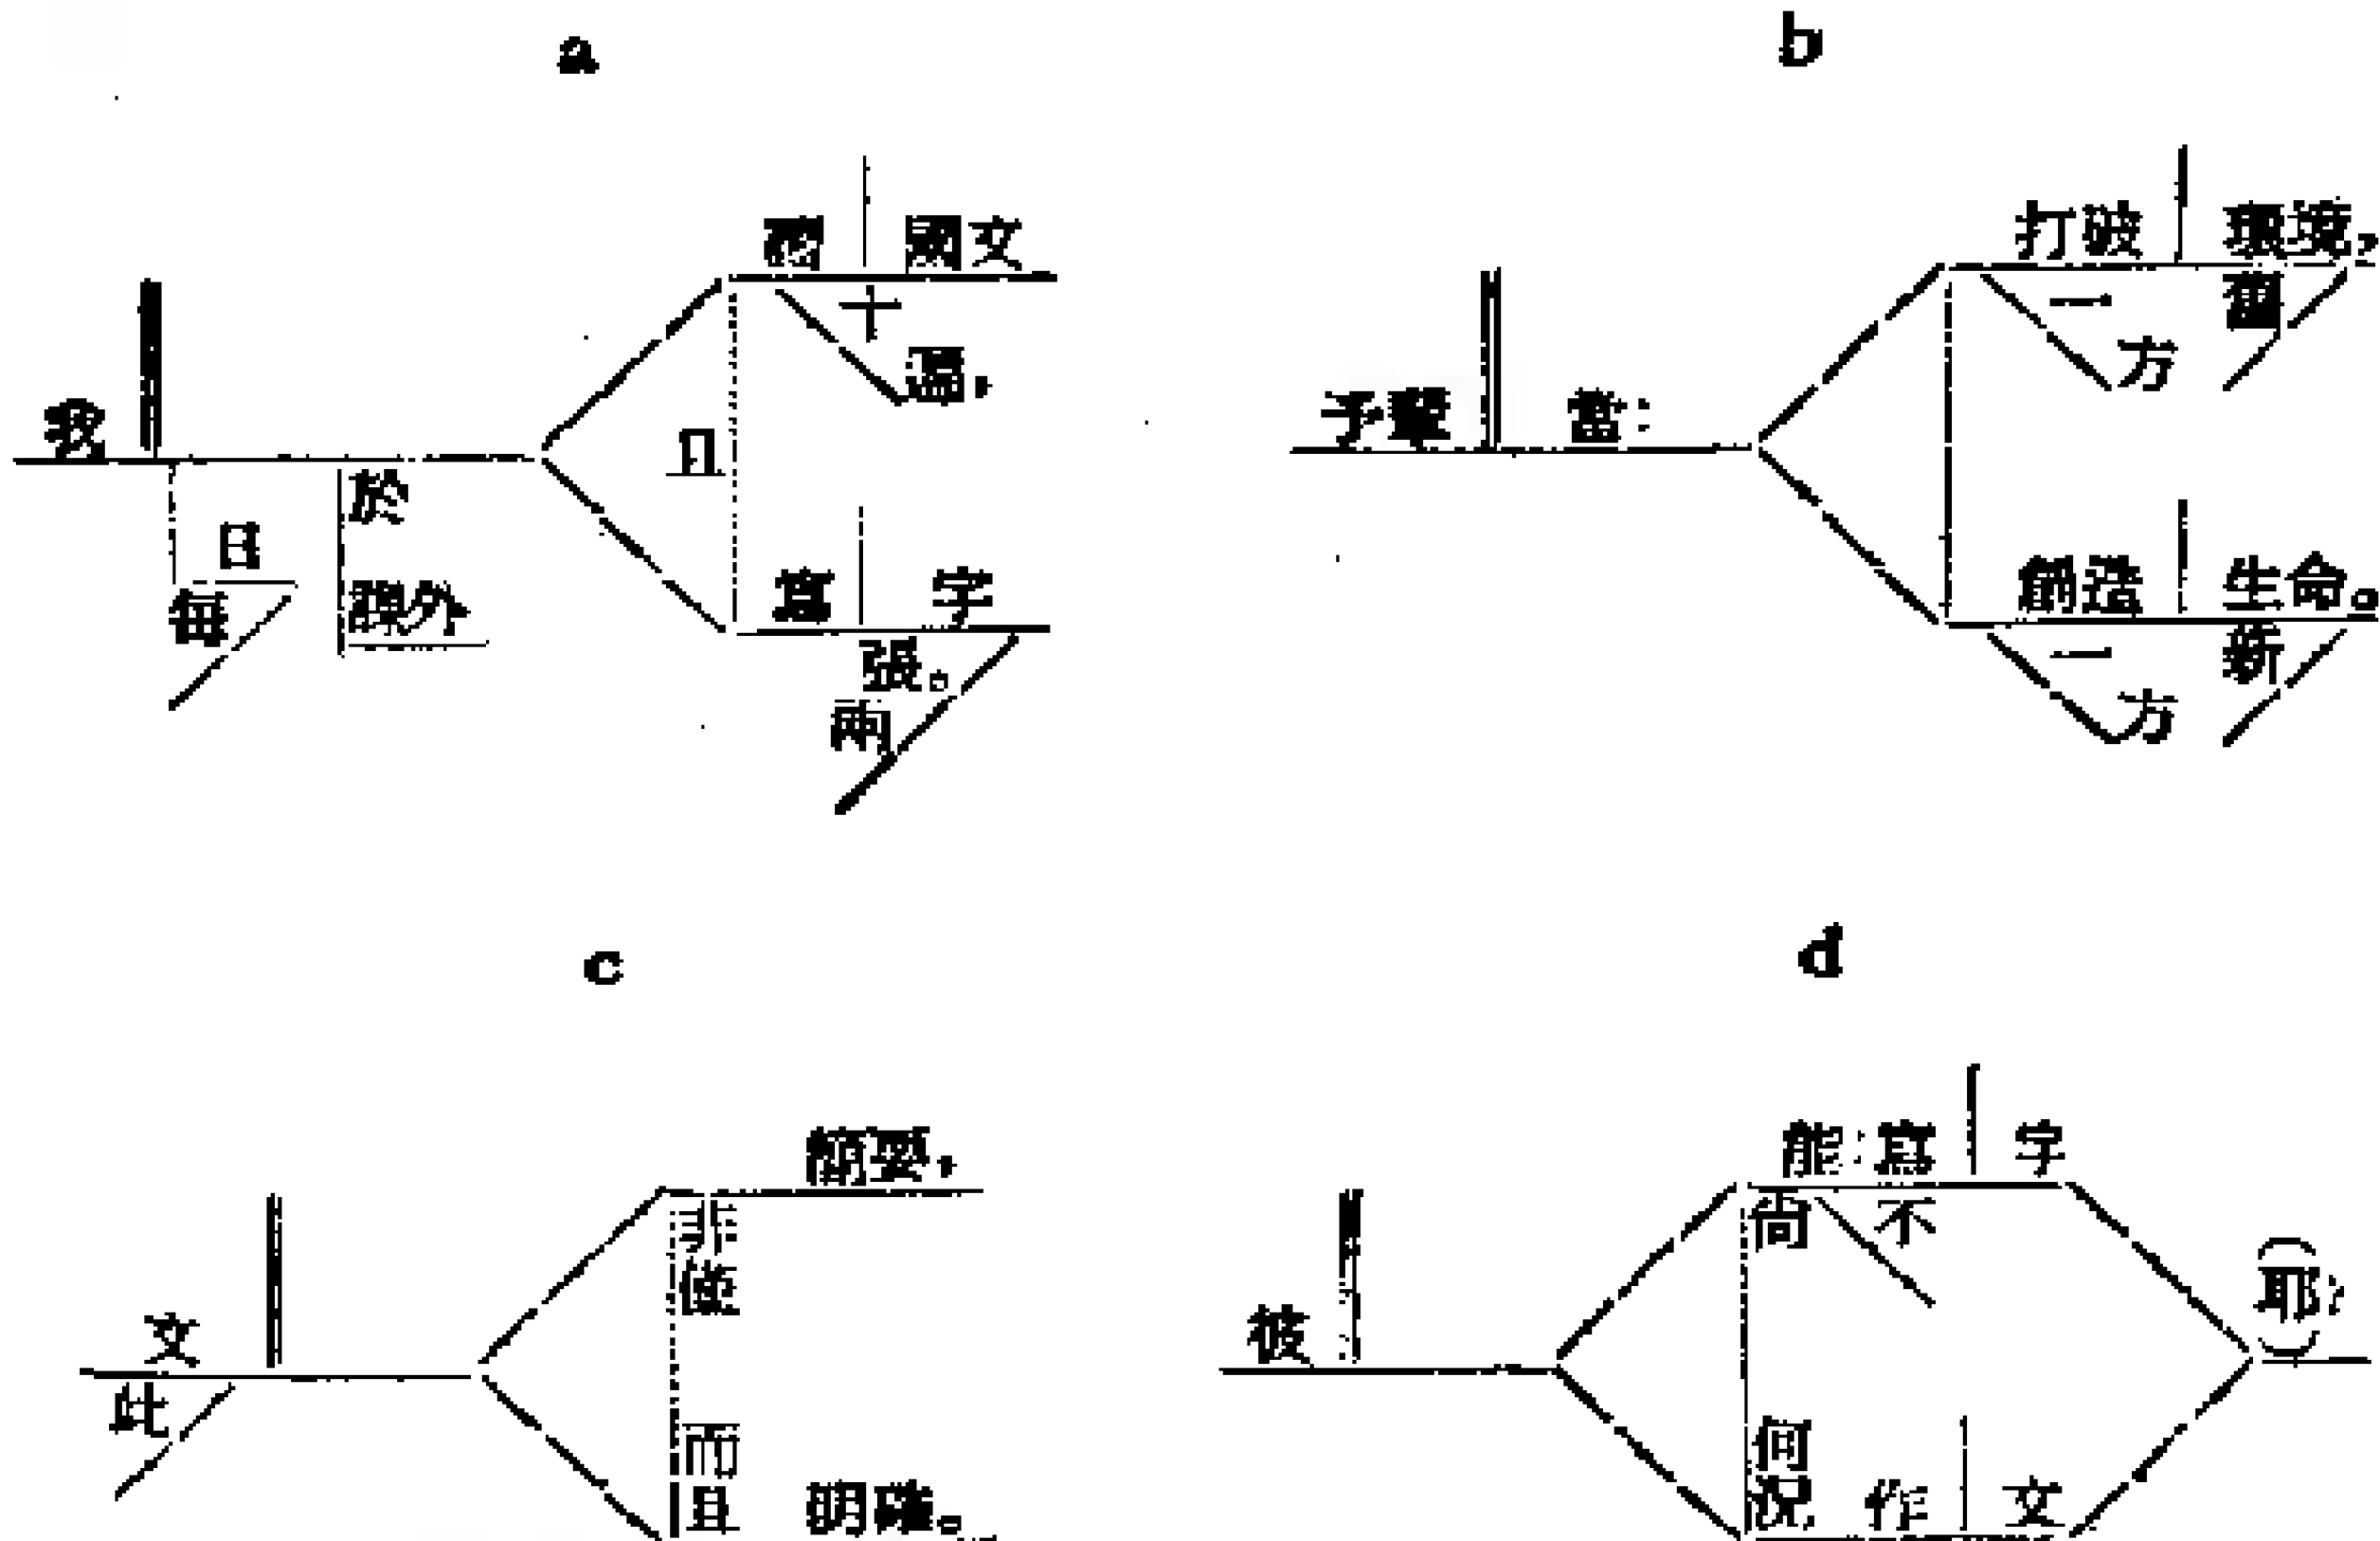 a
國文
十
遍,
我
且
日
於
每
課外
寫 字
張。
兩
b
打破 環境,
一 舊
方
予輩 當:
創造 生命。
一 新
方
c
簡要,
非
文
此
而
且 明確。
d
能 寫 字
尚 不
彼
(耶)
何
況 作 文